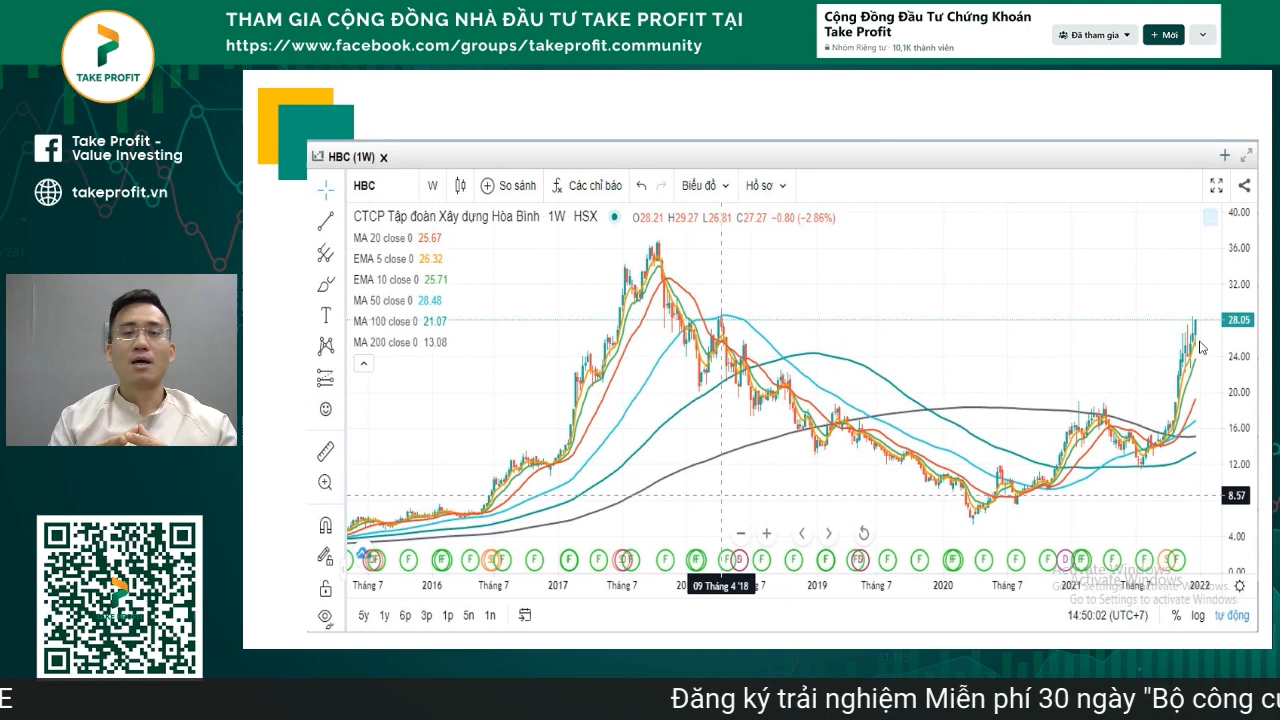 THAM GIA CỘNG ĐỒNG NHÀ ĐẦU TƯ TAKE PROFIT TẠI
https://www.facebook.com/groups/takeprofit.community
Cộng Đồng Đầu Tư Chứng Khoán
Take Profit
Nhóm Riêng tư · 10,1K thành viên
Đã tham gia
+ Mới
TAKE PROFIT
Take Profit -
Value Investing
takeprofit.vn
HBC (1W) x
HBC W So sánh Các chỉ báo Biểu đồ Hồ sơ
CTCP Tập đoàn Xây dựng Hòa Bình 1W HSX O28.21 H29.27 L26.81 C27.27 −0.80 (−2.86%)
MA 20 close 0 25.67
EMA 5 close 0 26.32
EMA 10 close 0 25.71
MA 50 close 0 28.48
MA 100 close 0 21.07
MA 200 close 0 13.08
40.00
36.00
32.00
28.05
24.00
20.00
16.00
12.00
8.57
4.00
0.00
Tháng 7 2016 Tháng 7 2017 Tháng 7 09 Tháng 4 '18 2019 Tháng 7 2020 Tháng 7 2021 2022
Activate Windows
Go to Settings to activate Windows.
5y 1y 6p 3p 1p 5n 1n
14:50:02 (UTC+7) % log tự động
E
Đăng ký trải nghiệm Miễn phí 30 ngày "Bộ công